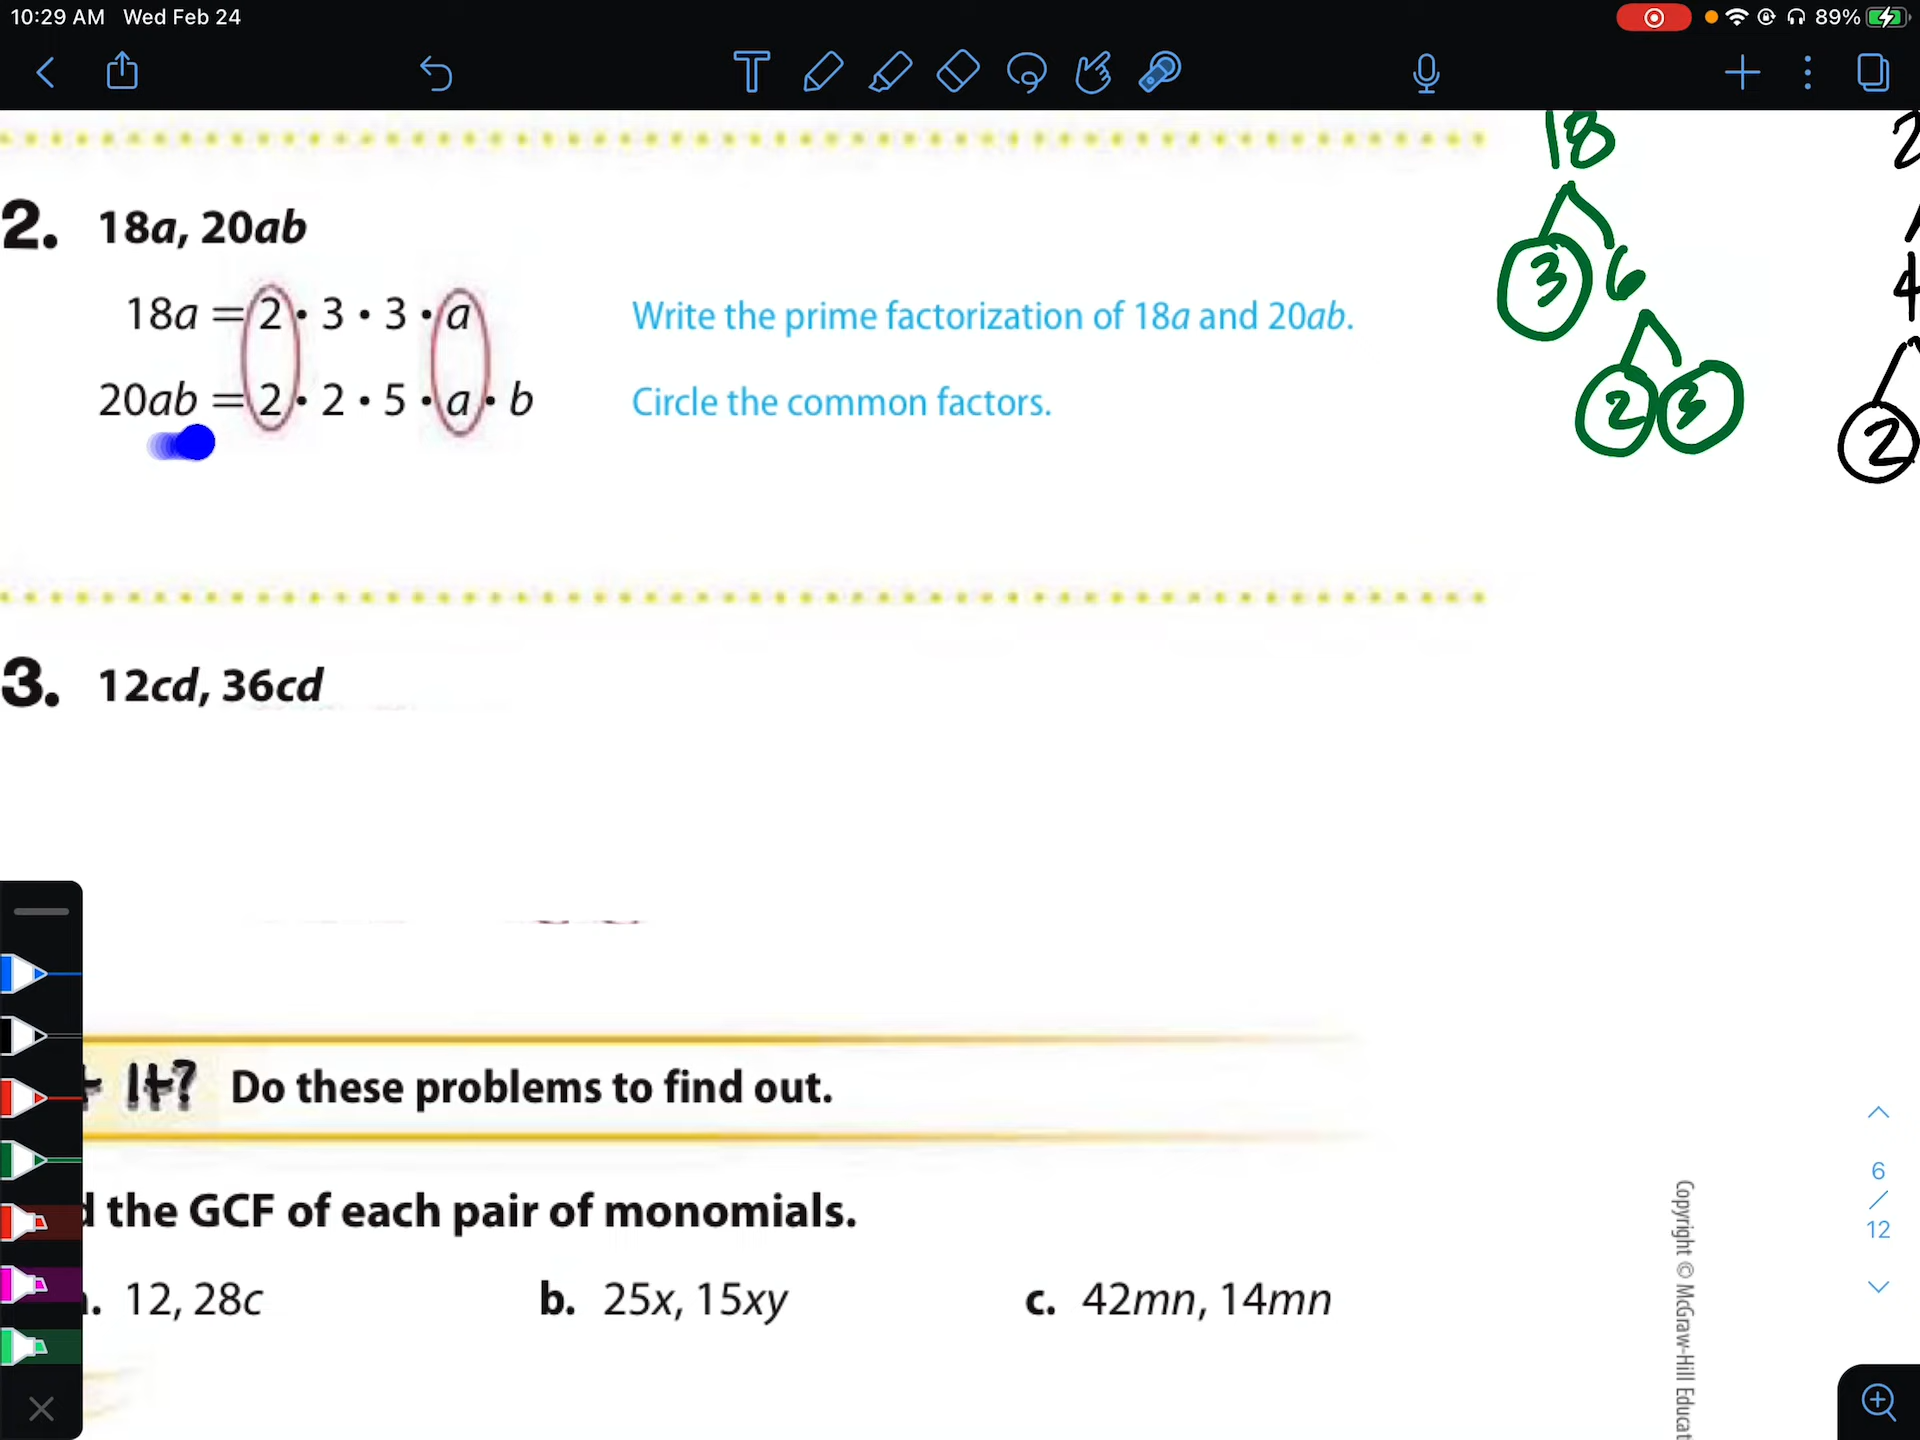 10:29 AM Wed Feb 24
89%
18
3 6
2 3
4
2
2. 18a, 20ab
18a = 2 • 3 • 3 • a
Write the prime factorization of 18a and 20ab.
20ab = 2 • 2 • 5 • a • b
Circle the common factors.
3. 12cd, 36cd
It? Do these problems to find out.
the GCF of each pair of monomials.
12, 28c
b. 25x, 15xy
c. 42mn, 14mn
6
/
12
Copyright © McGraw-Hill Educat